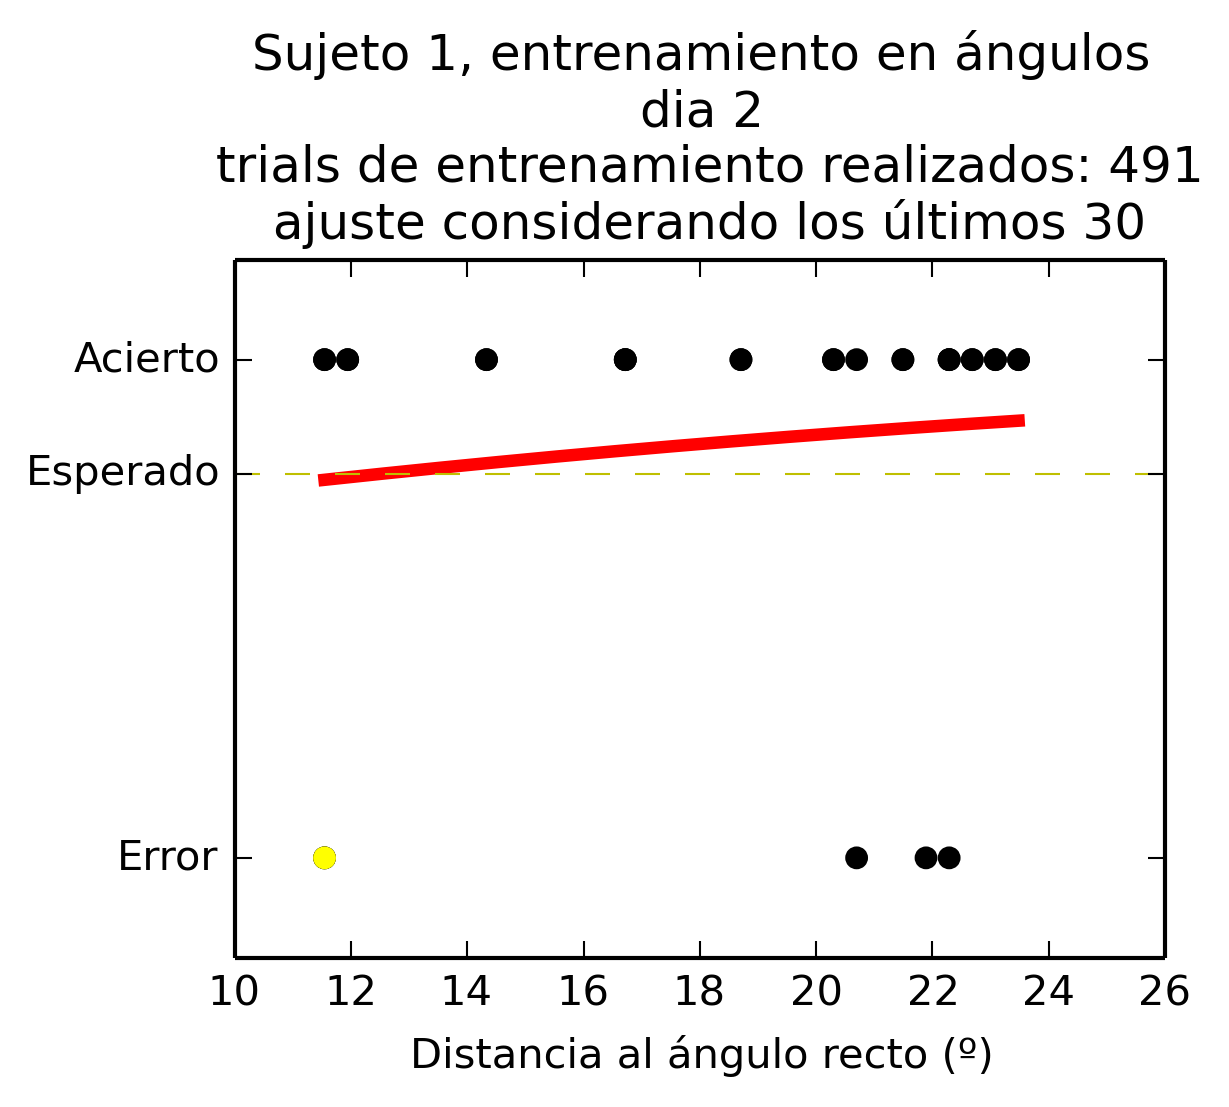 Sujeto 1, entrenamiento en ángulos
dia 2
trials de entrenamiento realizados: 491
ajuste considerando los últimos 30
Acierto
Esperado
Error
10 12 14 16 18 20 22 24 26
Distancia al ángulo recto (º)